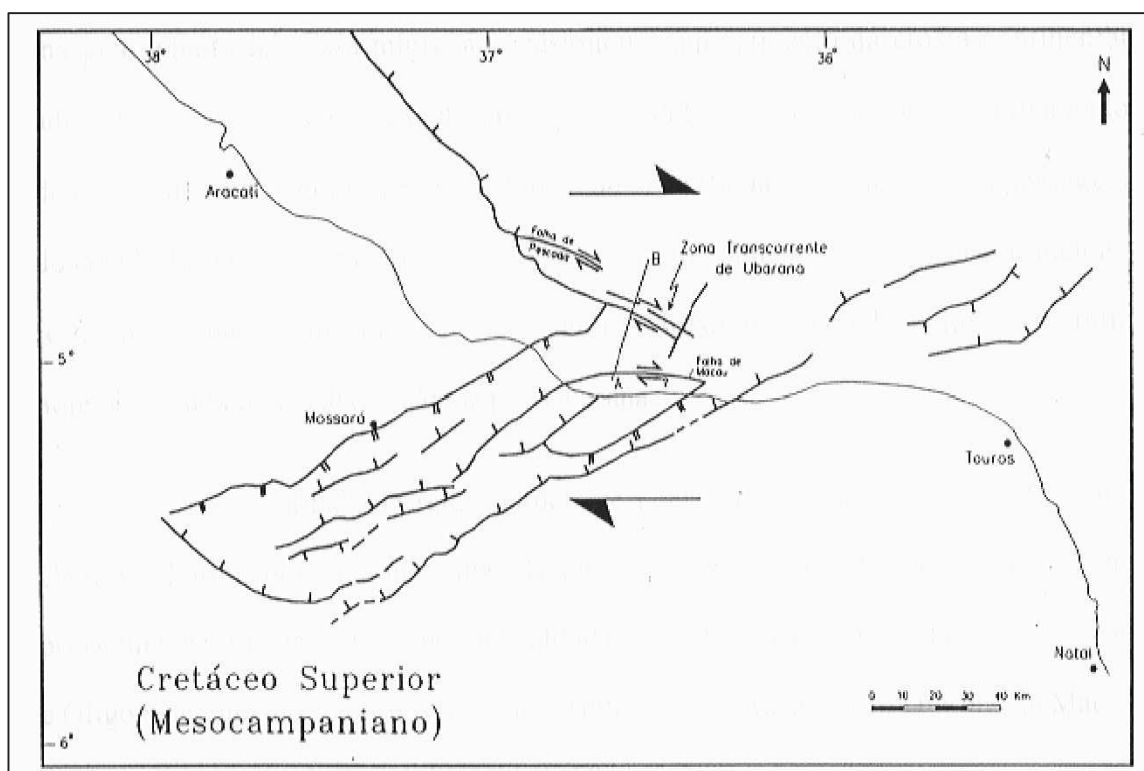 38°
37°
36°
N
Aracati
Falha de
Pescada
B
Zona Transcorrente
de Ubarana
5°
Falha de
Macau
A
?
Mossoró
Touros
Cretáceo Superior
(Mesocampaniano)
Natal
0 10 20 30 40 Km
6°